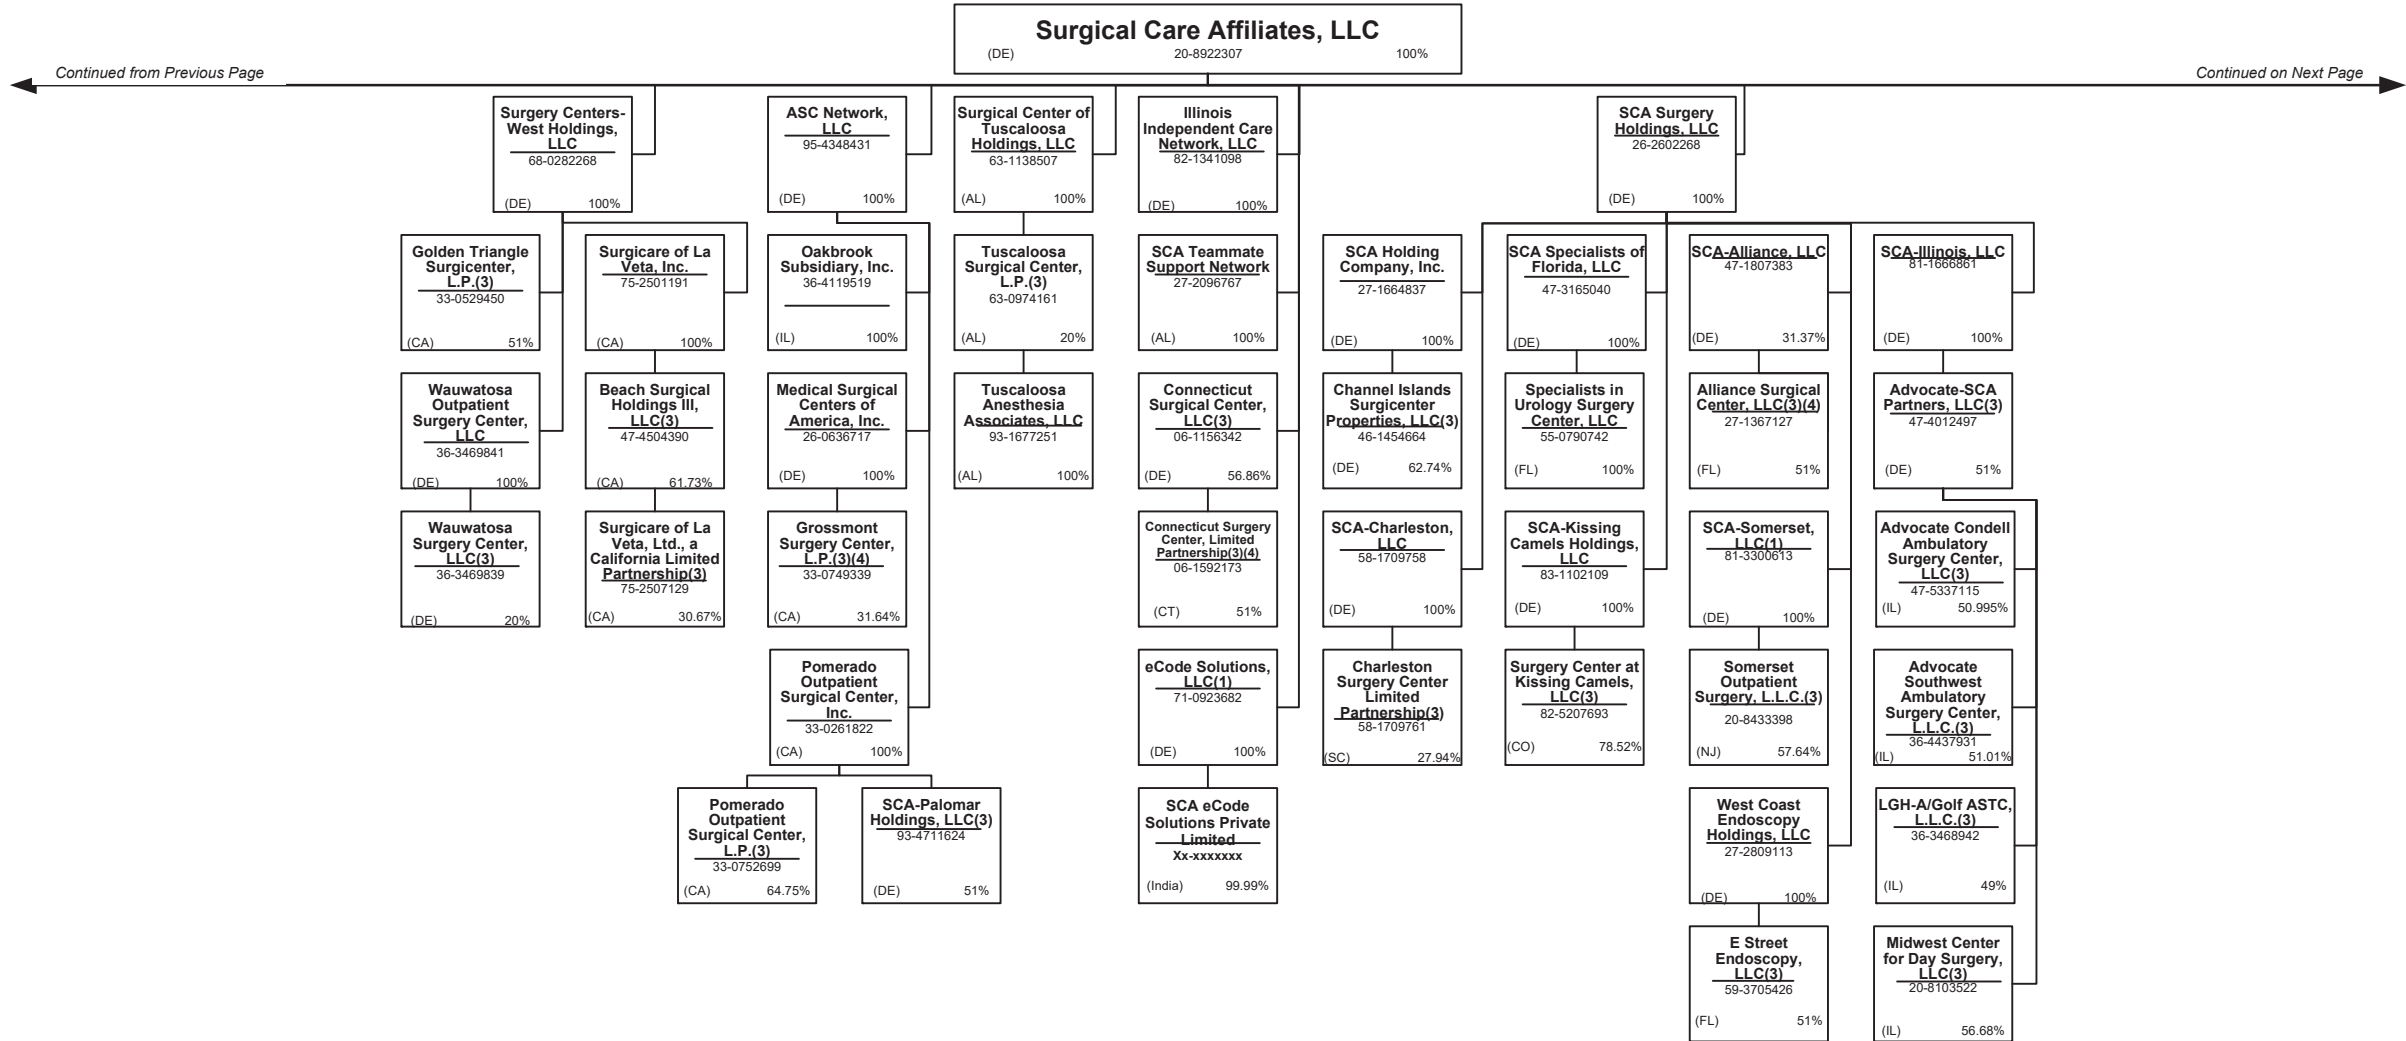 Surgical Care Affiliates, LLC
(DE) 20-8922307 100%
Continued from Previous Page
Continued on Next Page
Surgery Centers-
West Holdings,
LLC
68-0282268
(DE) 100%
ASC Network,
LLC
95-4348431
(DE) 100%
Surgical Center of
Tuscaloosa
Holdings, LLC
63-1138507
(AL) 100%
Illinois
Independent Care
Network, LLC
82-1341098
(DE) 100%
SCA Surgery
Holdings, LLC
26-2602268
(DE) 100%
Golden Triangle
Surgicenter,
L.P.(3)
33-0529450
(CA) 51%
Surgicare of La
Veta, Inc.
75-2501191
(CA) 100%
Oakbrook
Subsidiary, Inc.
36-4119519
(IL) 100%
Tuscaloosa
Surgical Center,
L.P.(3)
63-0974161
(AL) 20%
SCA Teammate
Support Network
27-2096767
(AL) 100%
SCA Holding
Company, Inc.
27-1664837
(DE) 100%
SCA Specialists of
Florida, LLC
47-3165040
(DE) 100%
SCA-Alliance, LLC
47-1807383
(DE) 31.37%
SCA-Illinois, LLC
81-1666861
(DE) 100%
Wauwatosa
Outpatient
Surgery Center,
LLC
36-3469841
(DE) 100%
Beach Surgical
Holdings III,
LLC(3)
47-4504390
(CA) 61.73%
Medical Surgical
Centers of
America, Inc.
26-0636717
(DE) 100%
Tuscaloosa
Anesthesia
Associates, LLC
93-1677251
(AL) 100%
Connecticut
Surgical Center,
LLC(3)
06-1156342
(DE) 56.86%
Channel Islands
Surgicenter
Properties, LLC(3)
46-1454664
(DE) 62.74%
Specialists in
Urology Surgery
Center, LLC
55-0790742
(FL) 100%
Alliance Surgical
Center, LLC(3)(4)
27-1367127
(FL) 51%
Advocate-SCA
Partners, LLC(3)
47-4012497
(DE) 51%
Wauwatosa
Surgery Center,
LLC(3)
36-3469839
(DE) 20%
Surgicare of La
Veta, Ltd., a
California Limited
Partnership(3)
75-2507129
(CA) 30.67%
Grossmont
Surgery Center,
L.P.(3)(4)
33-0749339
(CA) 31.64%
Connecticut Surgery
Center, Limited
Partnership(3)(4)
06-1592173
(CT) 51%
SCA-Charleston,
LLC
58-1709758
(DE) 100%
SCA-Kissing
Camels Holdings,
LLC
83-1102109
(DE) 100%
SCA-Somerset,
LLC(1)
81-3300613
(DE) 100%
Advocate Condell
Ambulatory
Surgery Center,
LLC(3)
47-5337115
(IL) 50.995%
Pomerado
Outpatient
Surgical Center,
Inc.
33-0261822
(CA) 100%
eCode Solutions,
LLC(1)
71-0923682
(DE) 100%
Charleston
Surgery Center
Limited
Partnership(3)
58-1709761
(SC) 27.94%
Surgery Center at
Kissing Camels,
LLC(3)
82-5207693
(CO) 78.52%
Somerset
Outpatient
Surgery, L.L.C.(3)
20-8433398
(NJ) 57.64%
Advocate
Southwest
Ambulatory
Surgery Center,
L.L.C.(3)
36-4437931
(IL) 51.01%
Pomerado
Outpatient
Surgical Center,
L.P.(3)
33-0752699
(CA) 64.75%
SCA-Palomar
Holdings, LLC(3)
93-4711624
(DE) 51%
SCA eCode
Solutions Private
Limited
Xx-xxxxxxx
(India) 99.99%
West Coast
Endoscopy
Holdings, LLC
27-2809113
(DE) 100%
LGH-A/Golf ASTC,
L.L.C.(3)
36-3468942
(IL) 49%
E Street
Endoscopy,
LLC(3)
59-3705426
(FL) 51%
Midwest Center
for Day Surgery,
LLC(3)
20-8103522
(IL) 56.68%